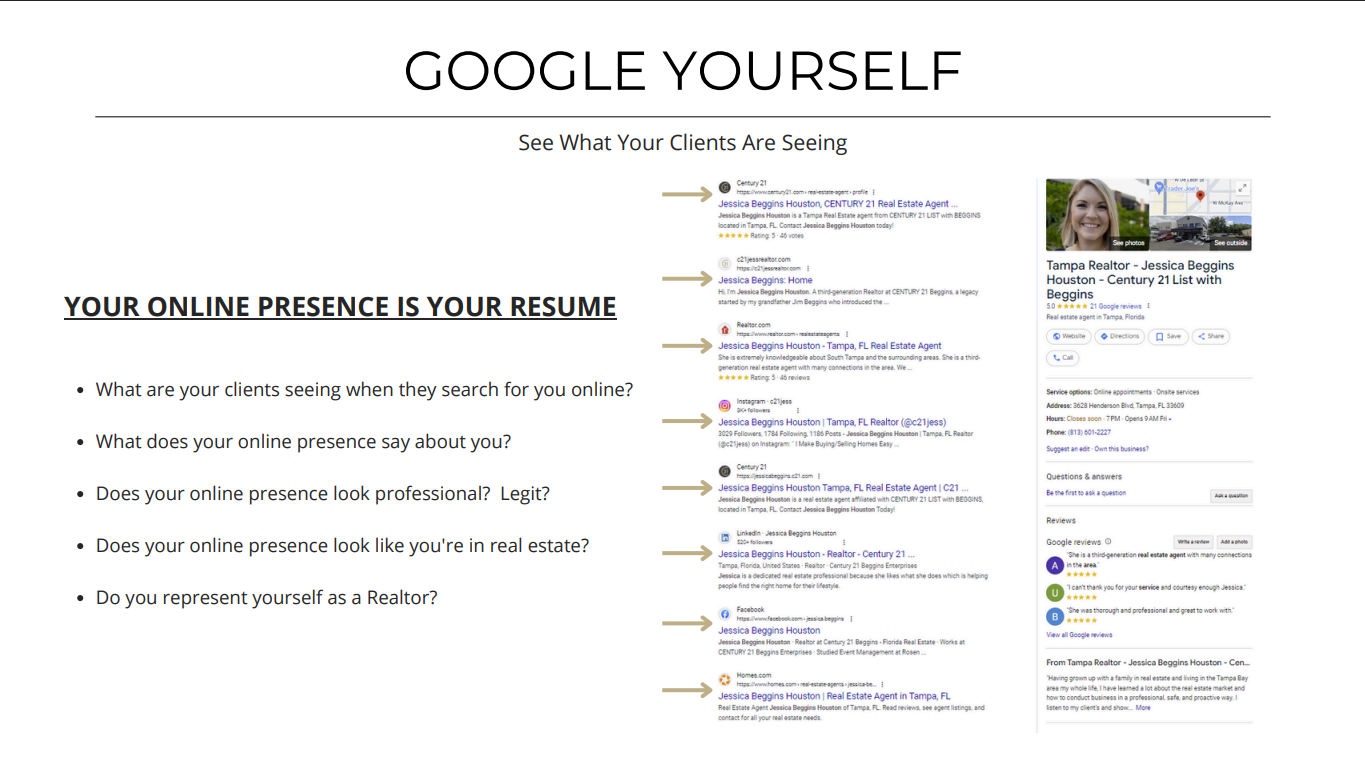 GOOGLE YOURSELF
See What Your Clients Are Seeing
YOUR ONLINE PRESENCE IS YOUR RESUME
• What are your clients seeing when they search for you online?
• What does your online presence say about you?
• Does your online presence look professional?  Legit?
• Does your online presence look like you're in real estate?
• Do you represent yourself as a Realtor?
Century 21
https://www.century21.com › real-estate-agent › profile
Jessica Beggins Houston, CENTURY 21 Real Estate Agent ...
Jessica Beggins Houston is a Tampa Real Estate agent from CENTURY 21 LIST with BEGGINS
located in Tampa, FL. Contact Jessica Beggins Houston today!
★★★★★ Rating: 5 · 46 votes
c21jessrealtor.com
https://c21jessrealtor.com
Jessica Beggins: Home
Hi, I'm Jessica Beggins Houston. A third-generation Realtor at CENTURY 21 Beggins, a legacy
started by my grandfather Jim Beggins who introduced the ...
Realtor.com
https://www.realtor.com › realestateagents
Jessica Beggins Houston - Tampa, FL Real Estate Agent
She is extremely knowledgeable about South Tampa and the surrounding areas. She is a third-
generation real estate agent with many connections in the area. We ...
★★★★★ Rating: 5 · 46 reviews
Instagram · c21jess
3K+ followers
Jessica Beggins Houston | Tampa, FL Realtor (@c21jess)
3029 Followers, 1784 Following, 1186 Posts - Jessica Beggins Houston | Tampa, FL Realtor
(@c21jess) on Instagram: " I Make Buying/Selling Homes Easy ...
Century 21
https://jessicabeggins.c21.com
Jessica Beggins Houston Tampa, FL Real Estate Agent | C21 ...
Jessica Beggins Houston is a real estate agent affiliated with CENTURY 21 LIST with BEGGINS,
located in Tampa, FL. Contact Jessica Beggins Houston Today!
LinkedIn · Jessica Beggins Houston
520+ followers
Jessica Beggins Houston - Realtor - Century 21 ...
Tampa, Florida, United States · Realtor · Century 21 Beggins Enterprises
Jessica is a dedicated real estate professional because she likes what she does which is helping
people find the right home for their lifestyle.
Facebook
https://www.facebook.com › jessica.beggins
Jessica Beggins Houston
Jessica Beggins Houston · Realtor at Century 21 Beggins - Florida Real Estate · Works at
CENTURY 21 Beggins Enterprises · Studied Event Management at Rosen ...
Homes.com
https://www.homes.com › real-estate-agents › jessica-be...
Jessica Beggins Houston | Real Estate Agent in Tampa, FL
Real Estate Agent Jessica Beggins Houston of Tampa, FL. Read reviews, see agent listings, and
contact for all your real estate needs.
Trader Joe's
W McKay Ave
See photos
See outside
Tampa Realtor - Jessica Beggins
Houston - Century 21 List with
Beggins
5.0 ★★★★★ 21 Google reviews
Real estate agent in Tampa, Florida
Website
Directions
Save
Share
Call
Service options: Online appointments · Onsite services
Address: 3628 Henderson Blvd, Tampa, FL 33609
Hours: Closes soon · 7 PM · Opens 9 AM Fri
Phone: (813) 601-2227
Suggest an edit · Own this business?
Questions & answers
Be the first to ask a question
Ask a question
Reviews
Google reviews
Write a review
Add a photo
A
"She is a third-generation real estate agent with many connections
in the area."
★★★★★
U
"I can't thank you for your service and courtesy enough Jessica."
★★★★★
B
"She was thorough and professional and great to work with."
★★★★★
View all Google reviews
From Tampa Realtor - Jessica Beggins Houston - Cen...
"Having grown up with a family in real estate and living in the Tampa Bay
area my whole life, I have learned a lot about the real estate market and
how to conduct business in a professional, safe, and proactive way. I
listen to my client's and show... More